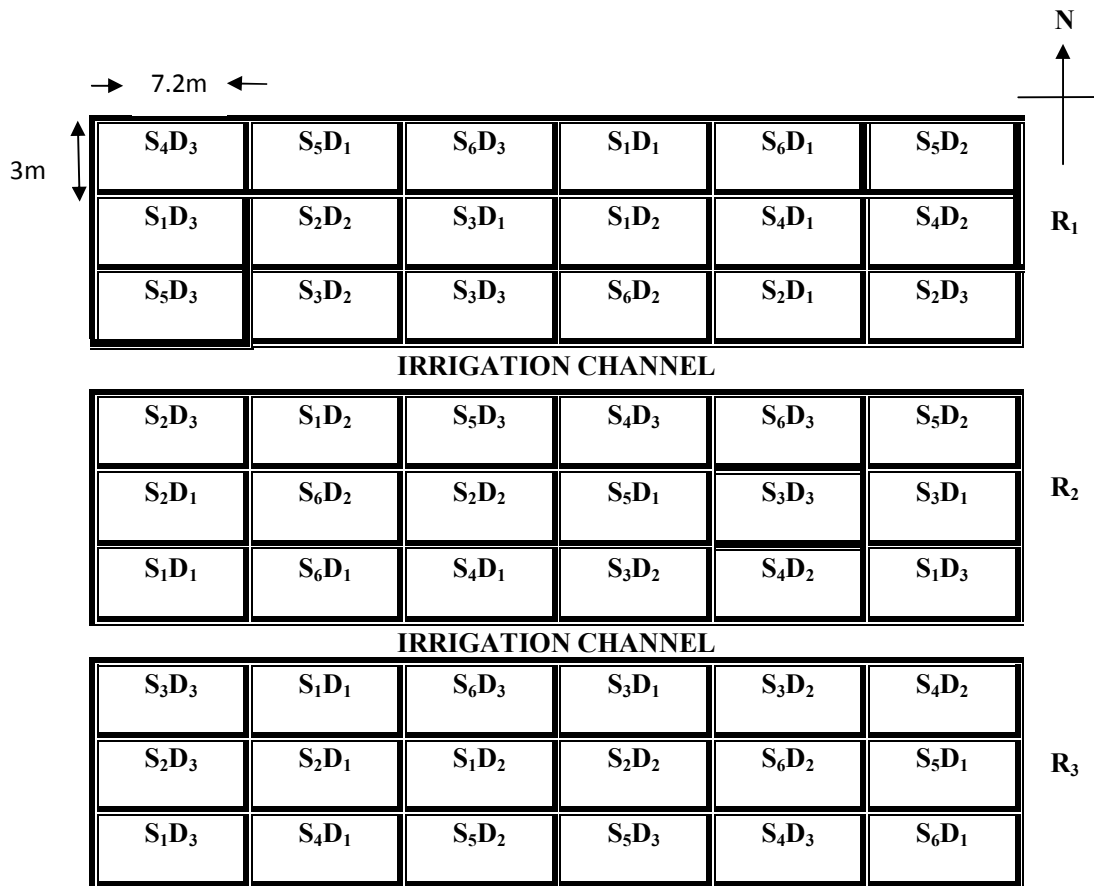 N
7.2m
3m
S₄D₃ S₅D₁ S₆D₃ S₁D₁ S₆D₁ S₅D₂
S₁D₃ S₂D₂ S₃D₁ S₁D₂ S₄D₁ S₄D₂ R₁
S₅D₃ S₃D₂ S₃D₃ S₆D₂ S₂D₁ S₂D₃
IRRIGATION CHANNEL
S₂D₃ S₁D₂ S₅D₃ S₄D₃ S₆D₃ S₅D₂
S₂D₁ S₆D₂ S₂D₂ S₅D₁ S₃D₃ S₃D₁ R₂
S₁D₁ S₆D₁ S₄D₁ S₃D₂ S₄D₂ S₁D₃
IRRIGATION CHANNEL
S₃D₃ S₁D₁ S₆D₃ S₃D₁ S₃D₂ S₄D₂
S₂D₃ S₂D₁ S₁D₂ S₂D₂ S₆D₂ S₅D₁ R₃
S₁D₃ S₄D₁ S₅D₂ S₅D₃ S₄D₃ S₆D₁